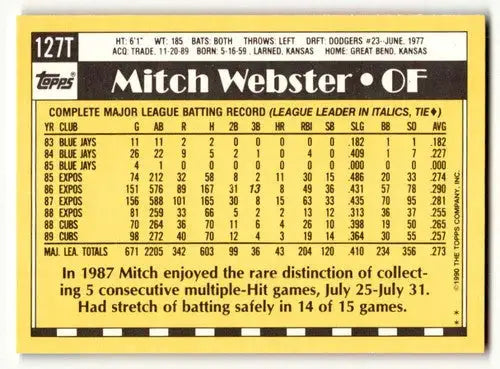 127T
HT: 6'1" WT: 185 BATS: BOTH THROWS: LEFT DRFT: DODGERS #23-JUNE, 1977
ACQ: TRADE, 11-20-89 BORN: 5-16-59, LARNED, KANSAS HOME: GREAT BEND, KANSAS
Topps
Mitch Webster • OF
COMPLETE MAJOR LEAGUE BATTING RECORD (LEAGUE LEADER IN ITALICS, TIE♦)
YR CLUB G AB R H 2B 3B HR RBI SB SLG BB SO AVG
83 BLUE JAYS 11 11 2 2 0 0 0 0 0 .182 1 1 .182
84 BLUE JAYS 26 22 9 5 2 1 0 4 0 .409 1 7 .227
85 BLUE JAYS 4 1 0 0 0 0 0 0 0 .000 0 0 .000
85 EXPOS 74 212 32 58 8 2 11 30 15 .486 20 33 .274
86 EXPOS 151 576 89 167 31 13 8 49 36 .431 57 78 .290
87 EXPOS 156 588 101 165 30 8 15 63 33 .435 70 95 .281
88 EXPOS 81 259 33 66 5 2 2 13 12 .313 36 37 .255
88 CUBS 70 264 36 70 11 6 4 26 10 .398 19 50 .265
89 CUBS 98 272 40 70 12 4 3 19 14 .364 30 55 .257
MAJ. LEA. TOTALS 671 2205 342 603 99 36 43 204 120 .410 234 356 .273
In 1987 Mitch enjoyed the rare distinction of collect-
ing 5 consecutive multiple-Hit games, July 25-July 31.
Had stretch of batting safely in 14 of 15 games.
©1990 THE TOPPS COMPANY, INC.
* *